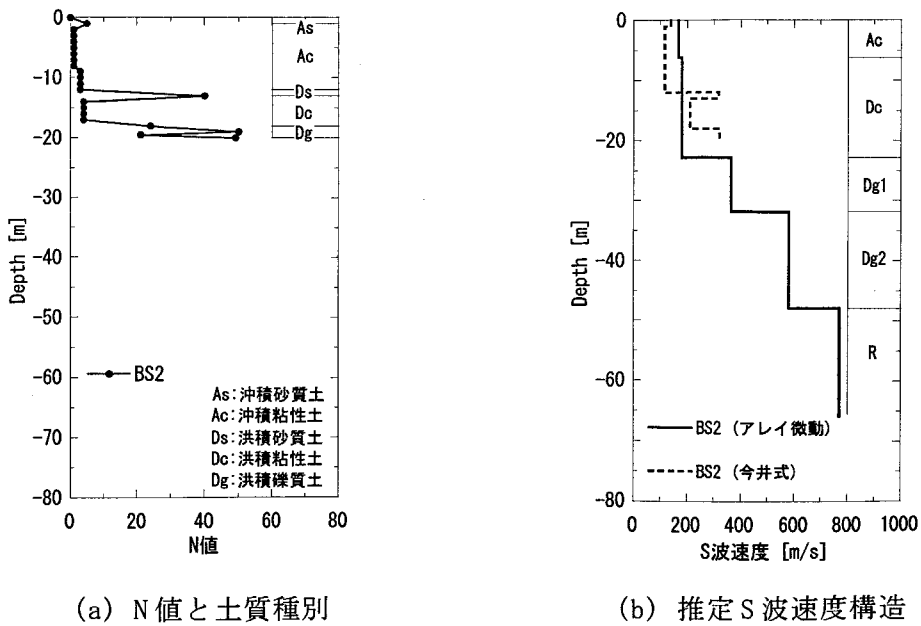 0
-10
-20
-30
-40
-50
-60
-70
-80
Depth [m]
As
Ac
Ds
Dc
Dg
BS2
As:沖積砂質土
Ac:沖積粘性土
Ds:洪積砂質土
Dc:洪積粘性土
Dg:洪積礫質土
0 20 40 60 80
N値
(a) N値と土質種別
0
-20
-40
-60
-80
Depth [m]
Ac
Dc
Dg1
Dg2
R
BS2 (アレイ微動)
BS2 (今井式)
0 200 400 600 800 1000
S波速度 [m/s]
(b) 推定S波速度構造